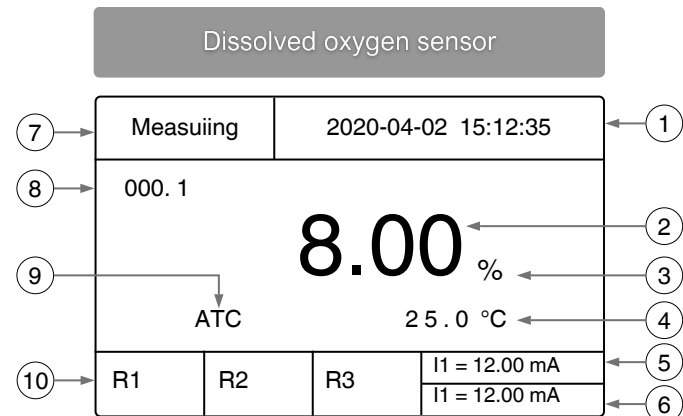 Dissolved oxygen sensor
7 Measuiing 2020-04-02 15:12:35 1
8 000. 1
8.00 2
9 % 3
ATC 25.0 °C 4
I1 = 12.00 mA 5
10 R1 R2 R3
I1 = 12.00 mA 6